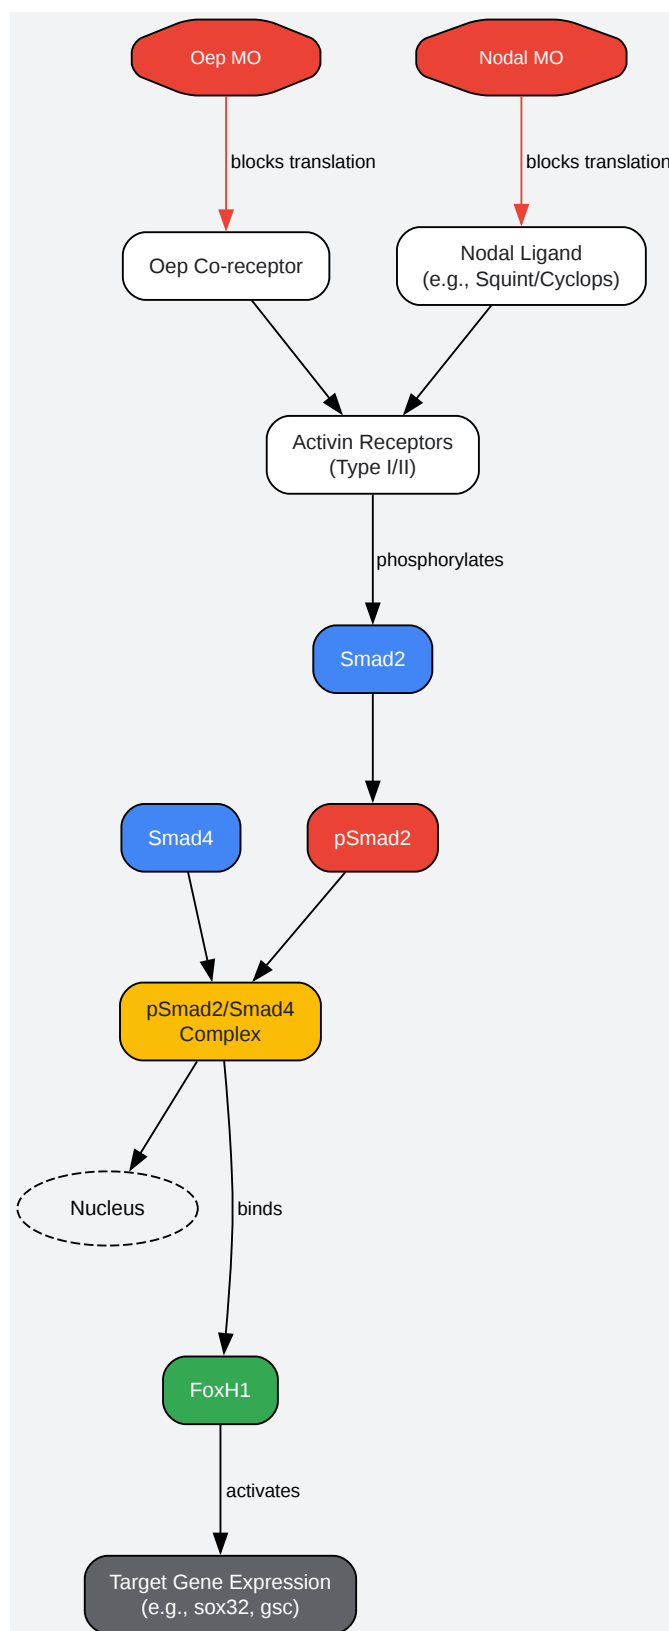 Oep MO
Nodal MO
blocks translation
blocks translation
Oep Co-receptor
Nodal Ligand
(e.g., Squint/Cyclops)
Activin Receptors
(Type I/II)
phosphorylates
Smad2
Smad4
pSmad2
pSmad2/Smad4
Complex
Nucleus
binds
FoxH1
activates
Target Gene Expression
(e.g., sox32, gsc)